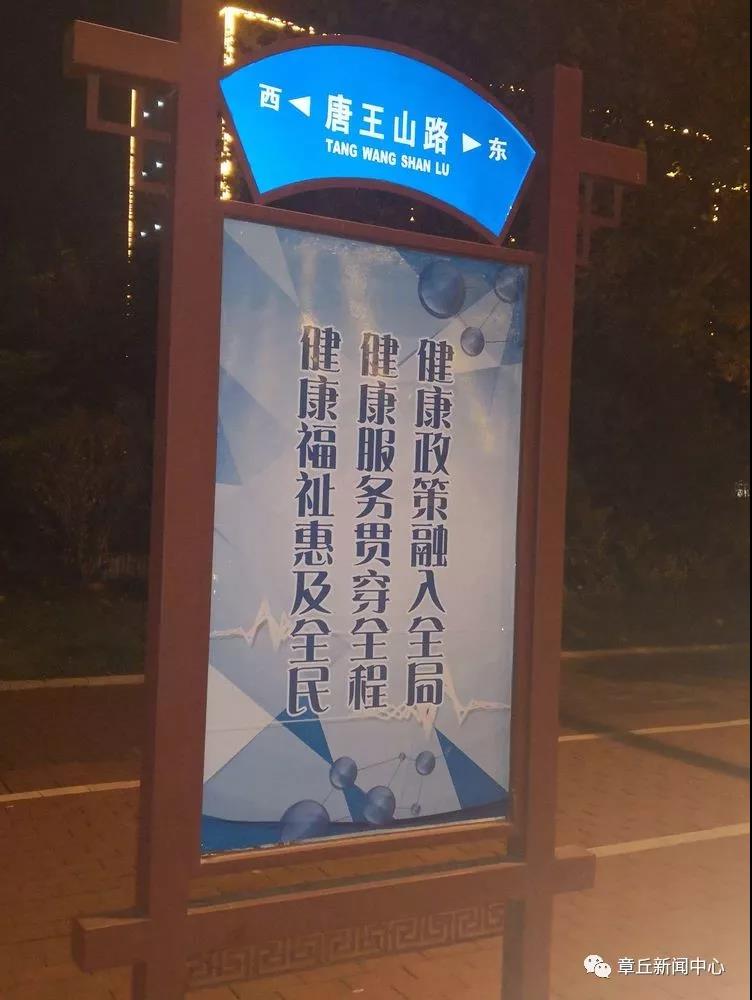 西 ◀ 唐王山路 ▶ 东
TANG WANG SHAN LU
健康政策融入全局
健康服务贯穿全程
健康福祉惠及全民
章丘新闻中心